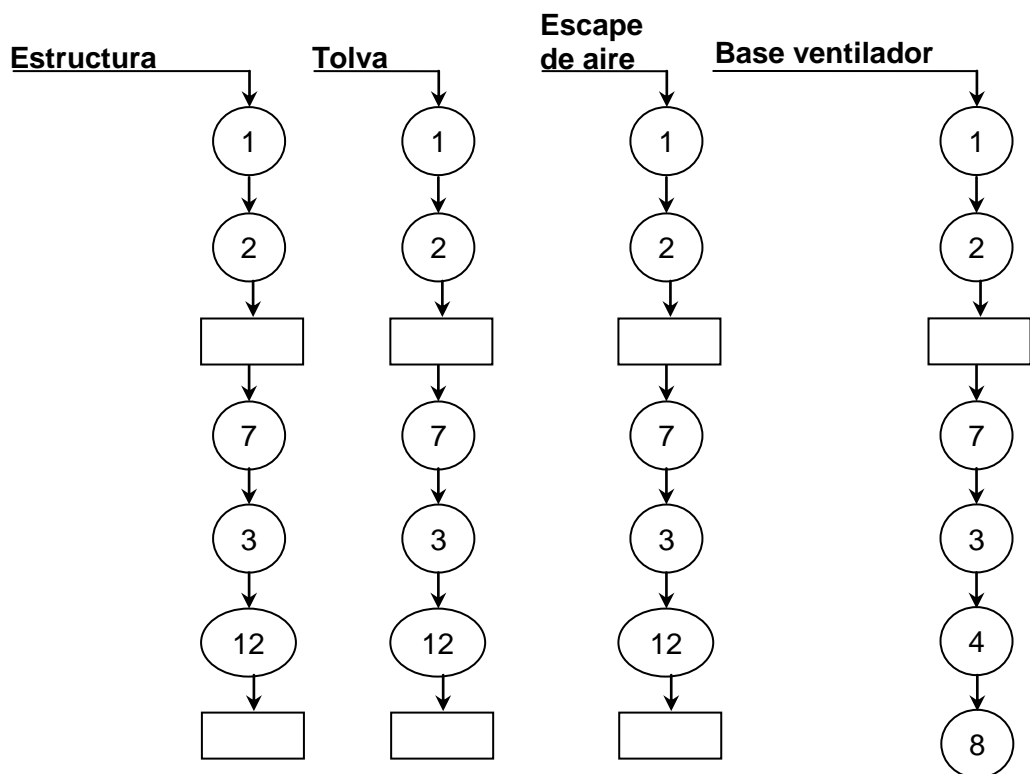 Estructura
Tolva
Escape
de aire
Base ventilador
1 1 1 1
2 2 2 2
7 7 7 7
3 3 3 3
12 12 12 4
8